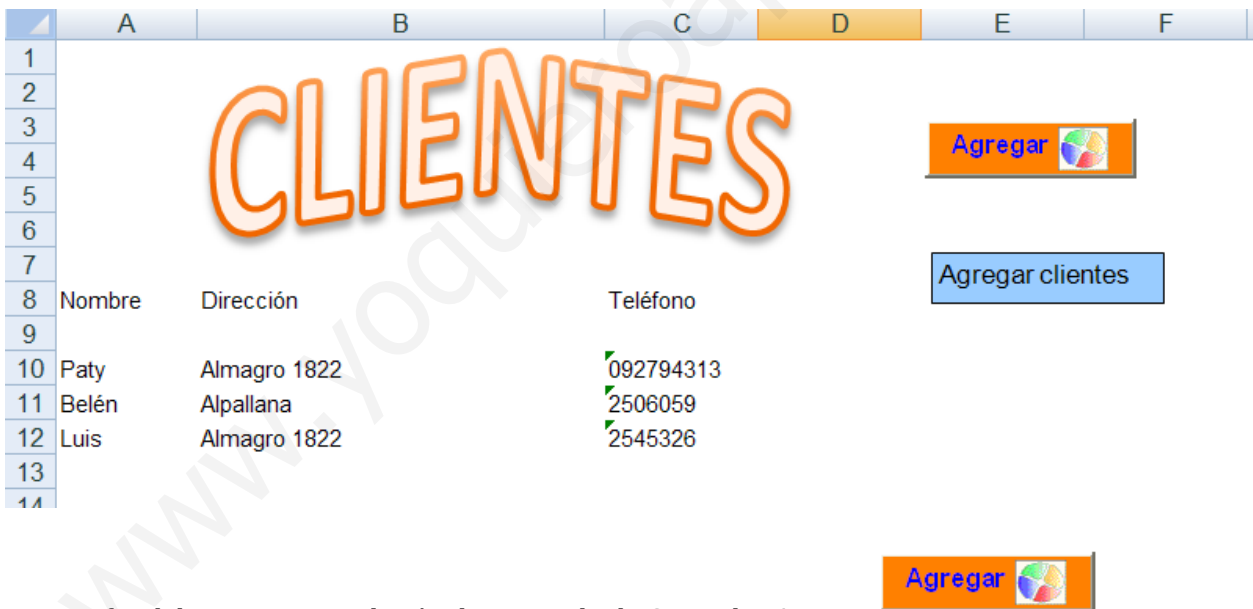 A B C D E F
1
2
3
4
5
6
7
8
9
10
11
12
13
14
CLIENTES
Agregar
Agregar clientes
Nombre Dirección Teléfono
Paty Almagro 1822 092794313
Belén Alpallana 2506059
Luis Almagro 1822 2545326
Agregar